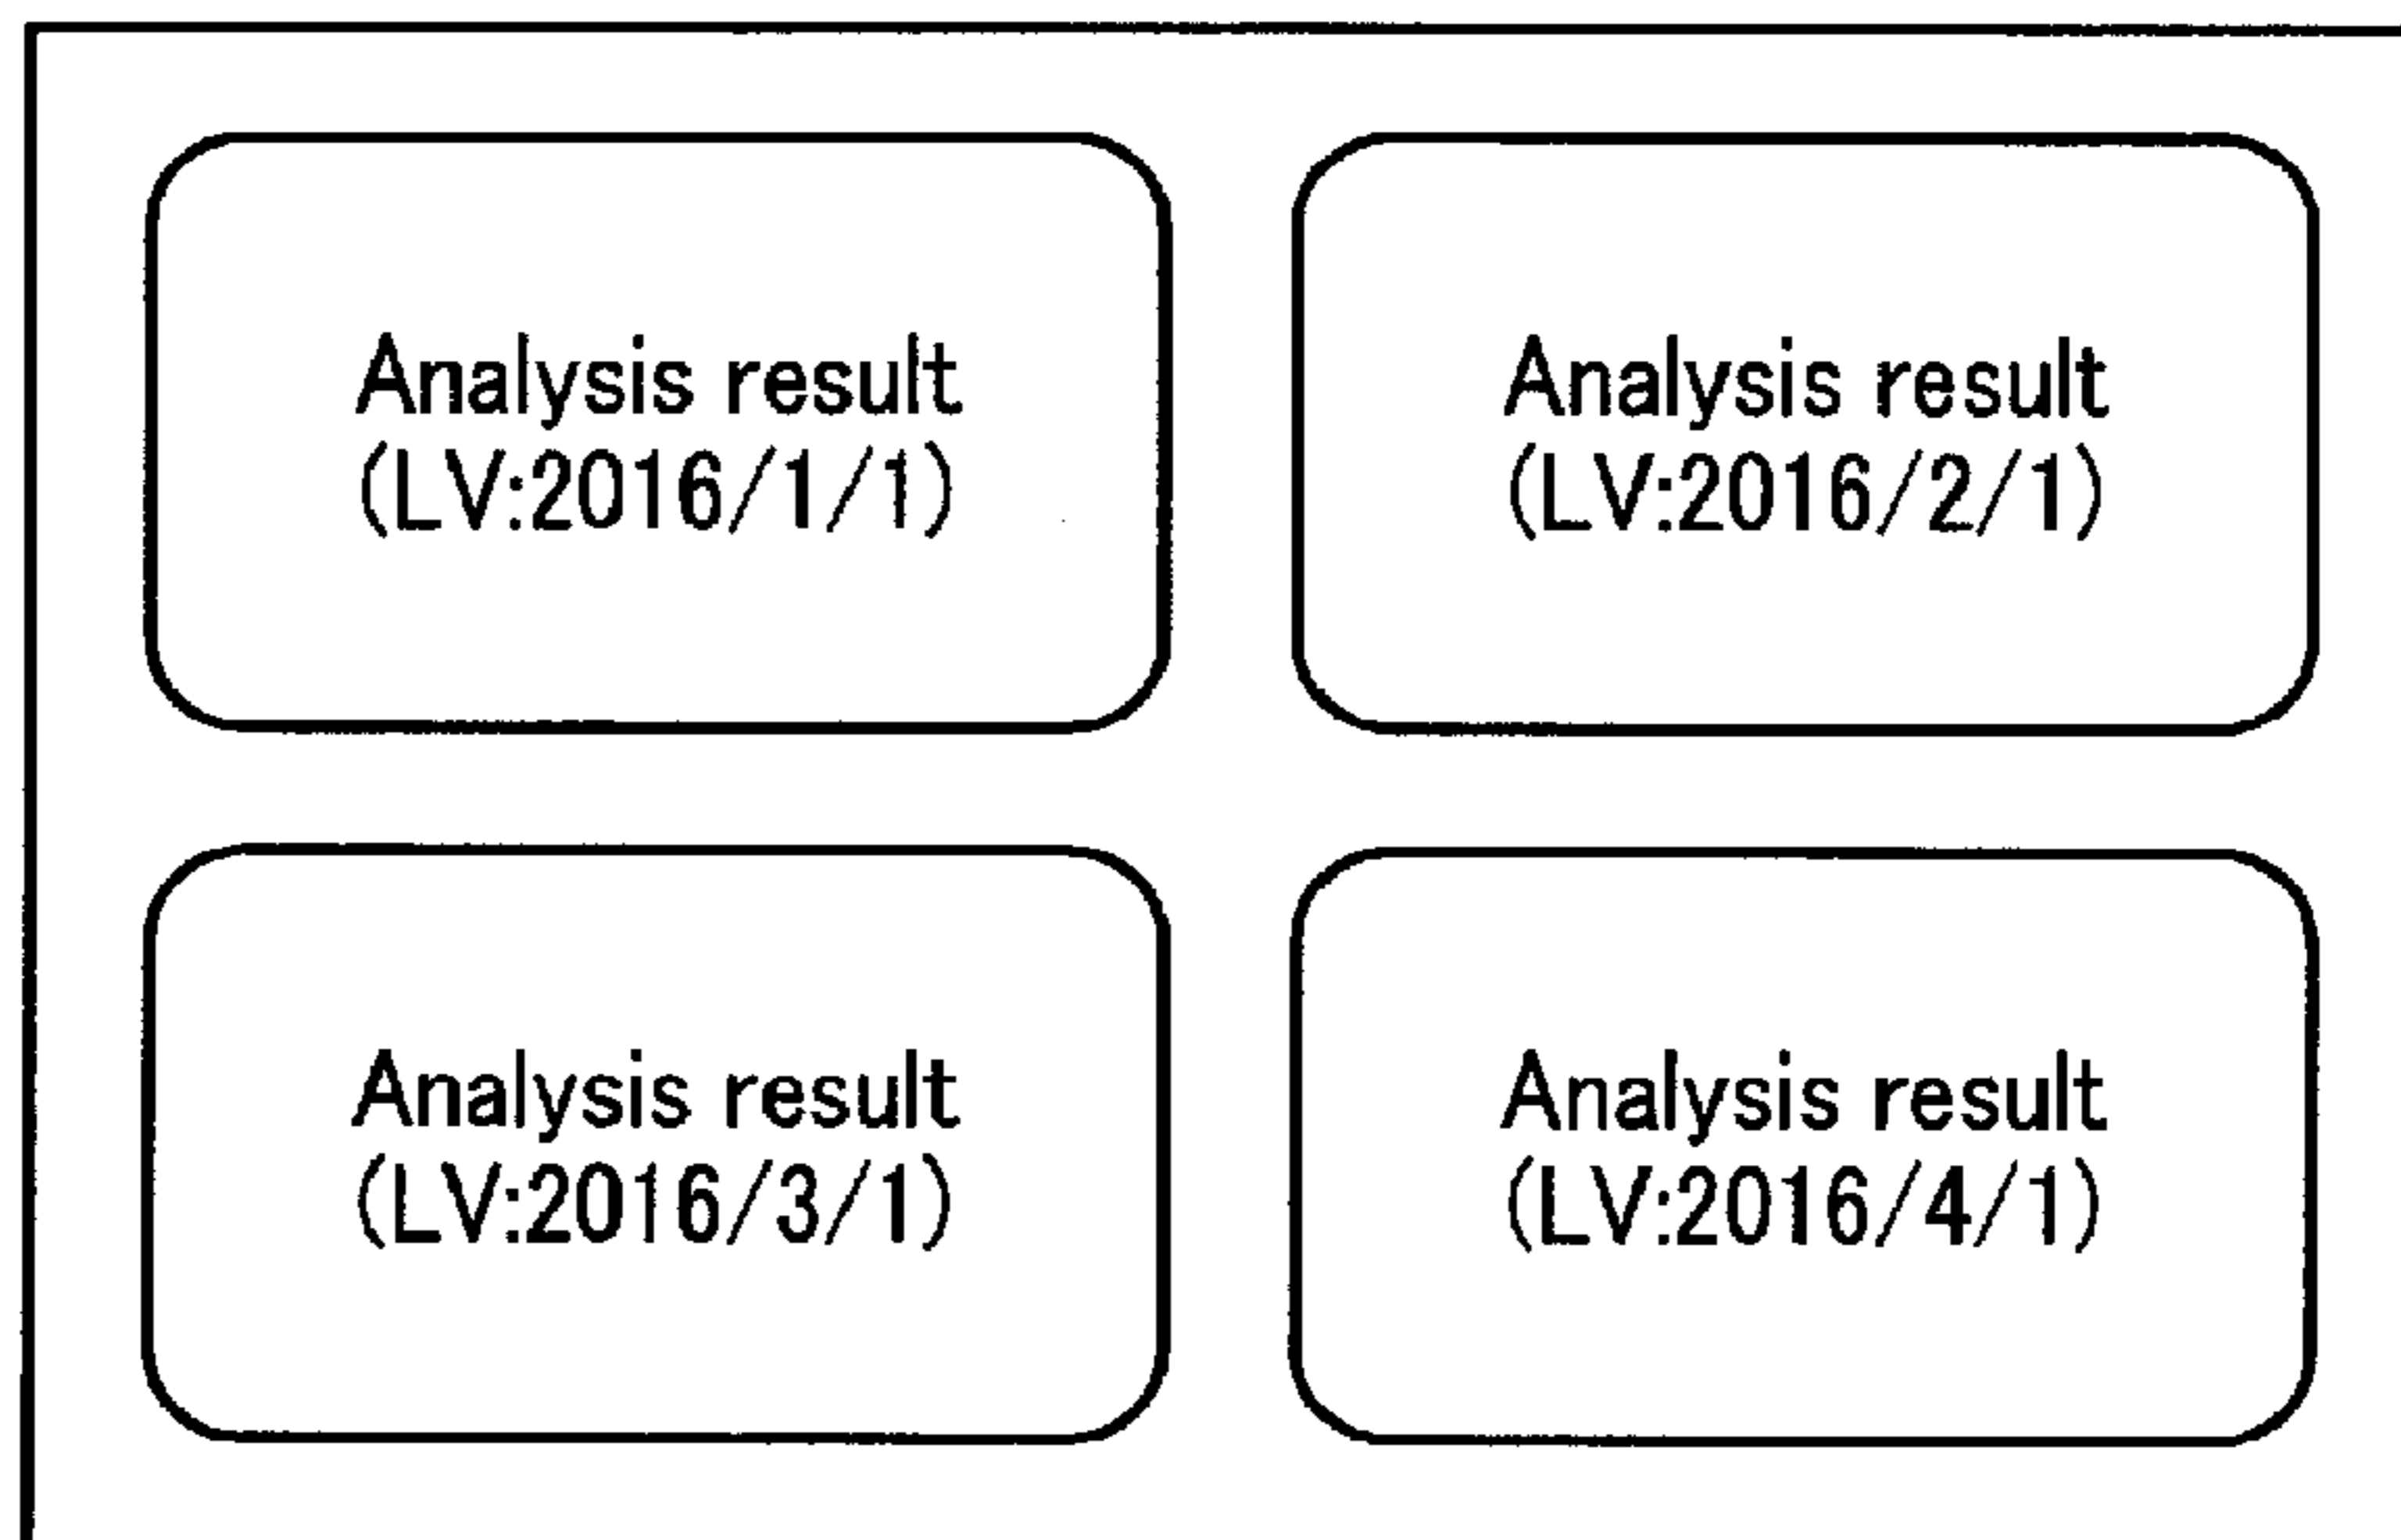 Analysis result
(LV:2016/1/1)
Analysis result
(LV:2016/2/1)
Analysis result
(LV:2016/3/1)
Analysis result
(LV:2016/4/1)